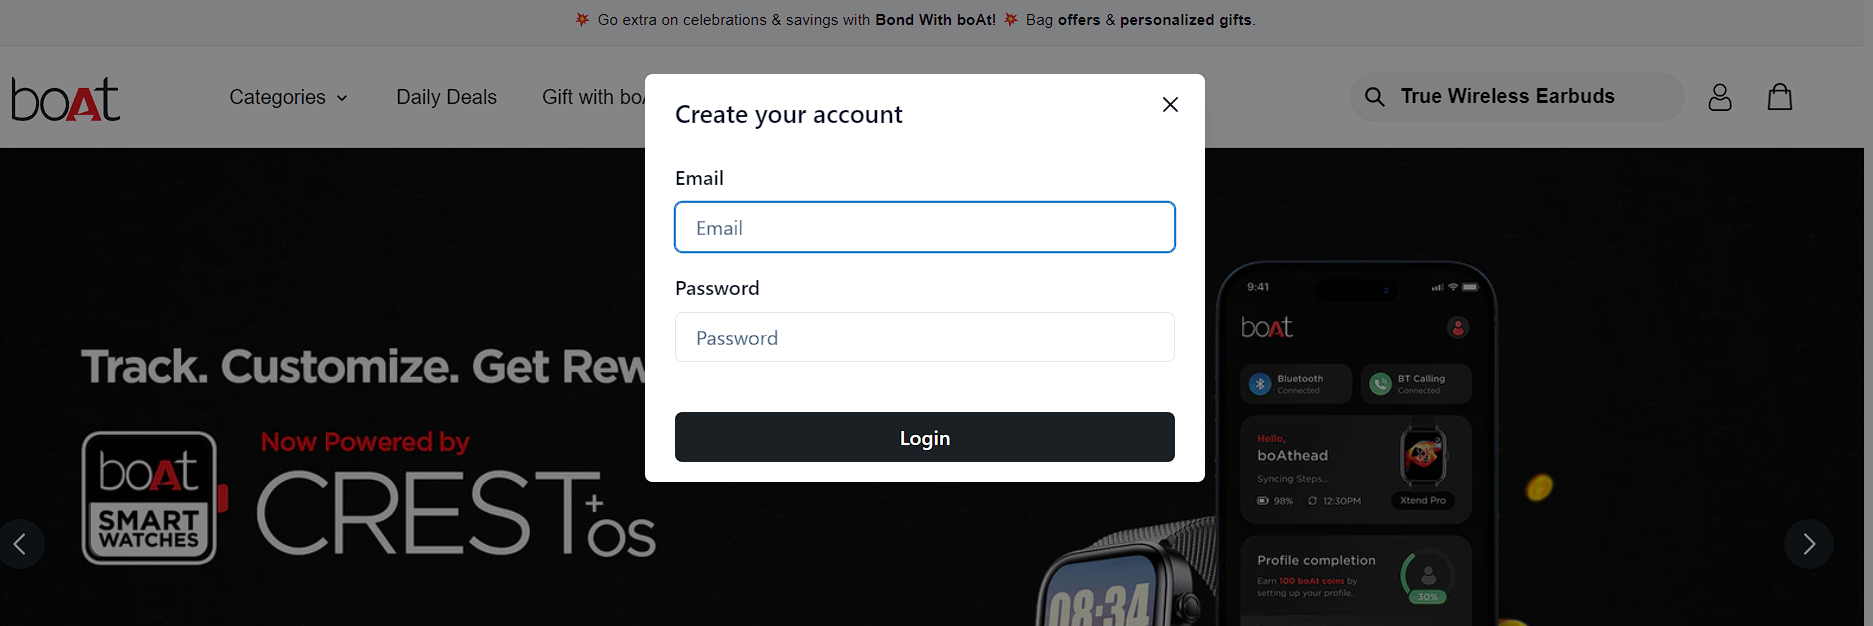 Go extra on celebrations & savings with Bond With boAt! Bag offers & personalized gifts.
boAt
Categories
Daily Deals
Gift with boA
True Wireless Earbuds
Create your account
Email
Email
Password
Password
Login
Track. Customize. Get Rew
boAt
SMART
WATCHES
Now Powered by
CREST+OS
9:41
boAt
Bluetooth
Connected
BT Calling
Connected
Hello,
boAthead
Syncing Steps...
98% 12:30PM
Xtend Pro
Profile completion
Earn 100 boAt coins by
setting up your profile.
30%
08:34